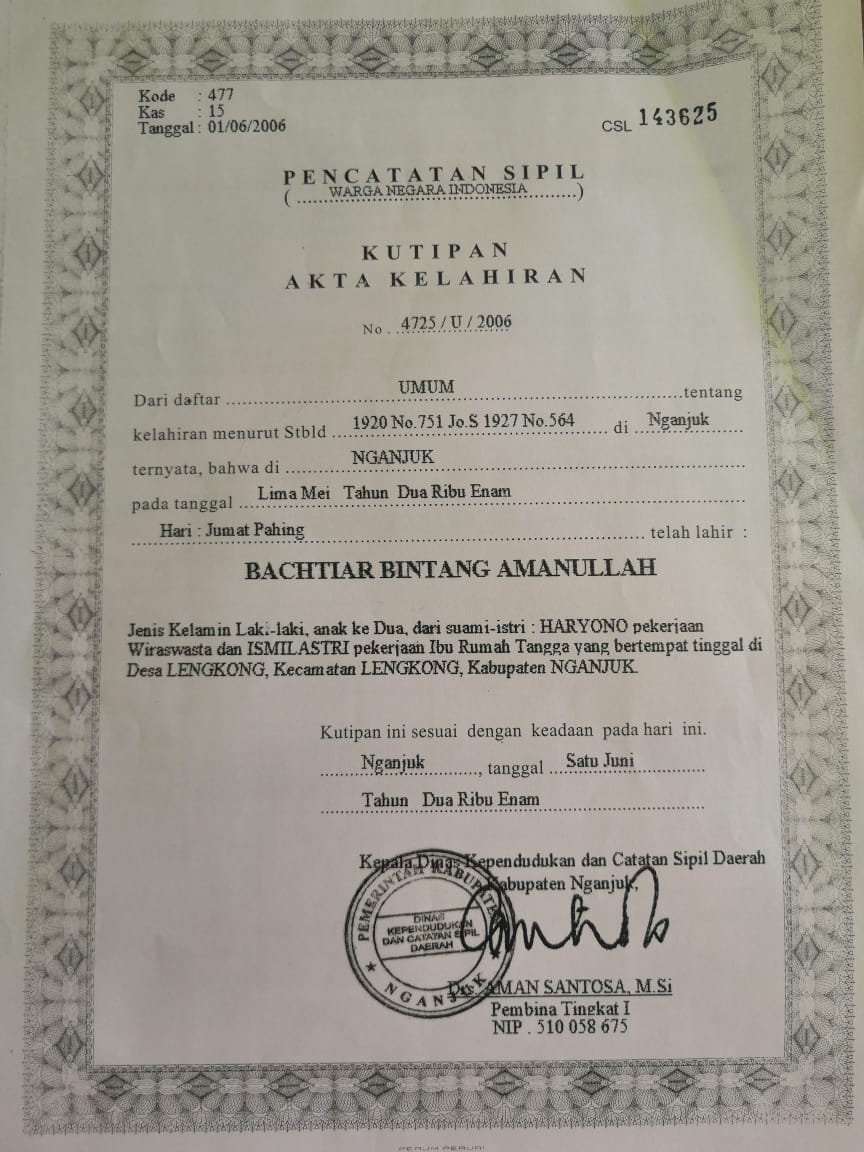 Kode : 477
Kas : 15
Tanggal : 01/06/2006
CSL 143625
PENCATATAN SIPIL
(WARGA NEGARA INDONESIA)
KUTIPAN
AKTA KELAHIRAN
No. 4725 / U / 2006
Dari daftar UMUM tentang
kelahiran menurut Stbld 1920 No.751 Jo.S 1927 No.564 di Nganjuk
ternyata, bahwa di NGANJUK
pada tanggal Lima Mei Tahun Dua Ribu Enam
Hari : Jumat Pahing telah lahir :
BACHTIAR BINTANG AMANULLAH
Jenis Kelamin Laki-laki, anak ke Dua, dari suami-istri : HARYONO pekerjaan
Wiraswasta dan ISMILASTRI pekerjaan Ibu Rumah Tangga yang bertempat tinggal di
Desa LENGKONG, Kecamatan LENGKONG, Kabupaten NGANJUK.
Kutipan ini sesuai dengan keadaan pada hari ini.
Nganjuk, tanggal Satu Juni
Tahun Dua Ribu Enam
Kepala Dinas Kependudukan dan Catatan Sipil Daerah
Kabupaten Nganjuk,
PEMERINTAH KABUPATEN
DINAS
KEPENDUDUKAN
DAN CATATAN SIPIL
DAERAH
NGANJUK
Drs. AMAN SANTOSA, M.Si
Pembina Tingkat I
NIP . 510 058 675
PERUM PERURI